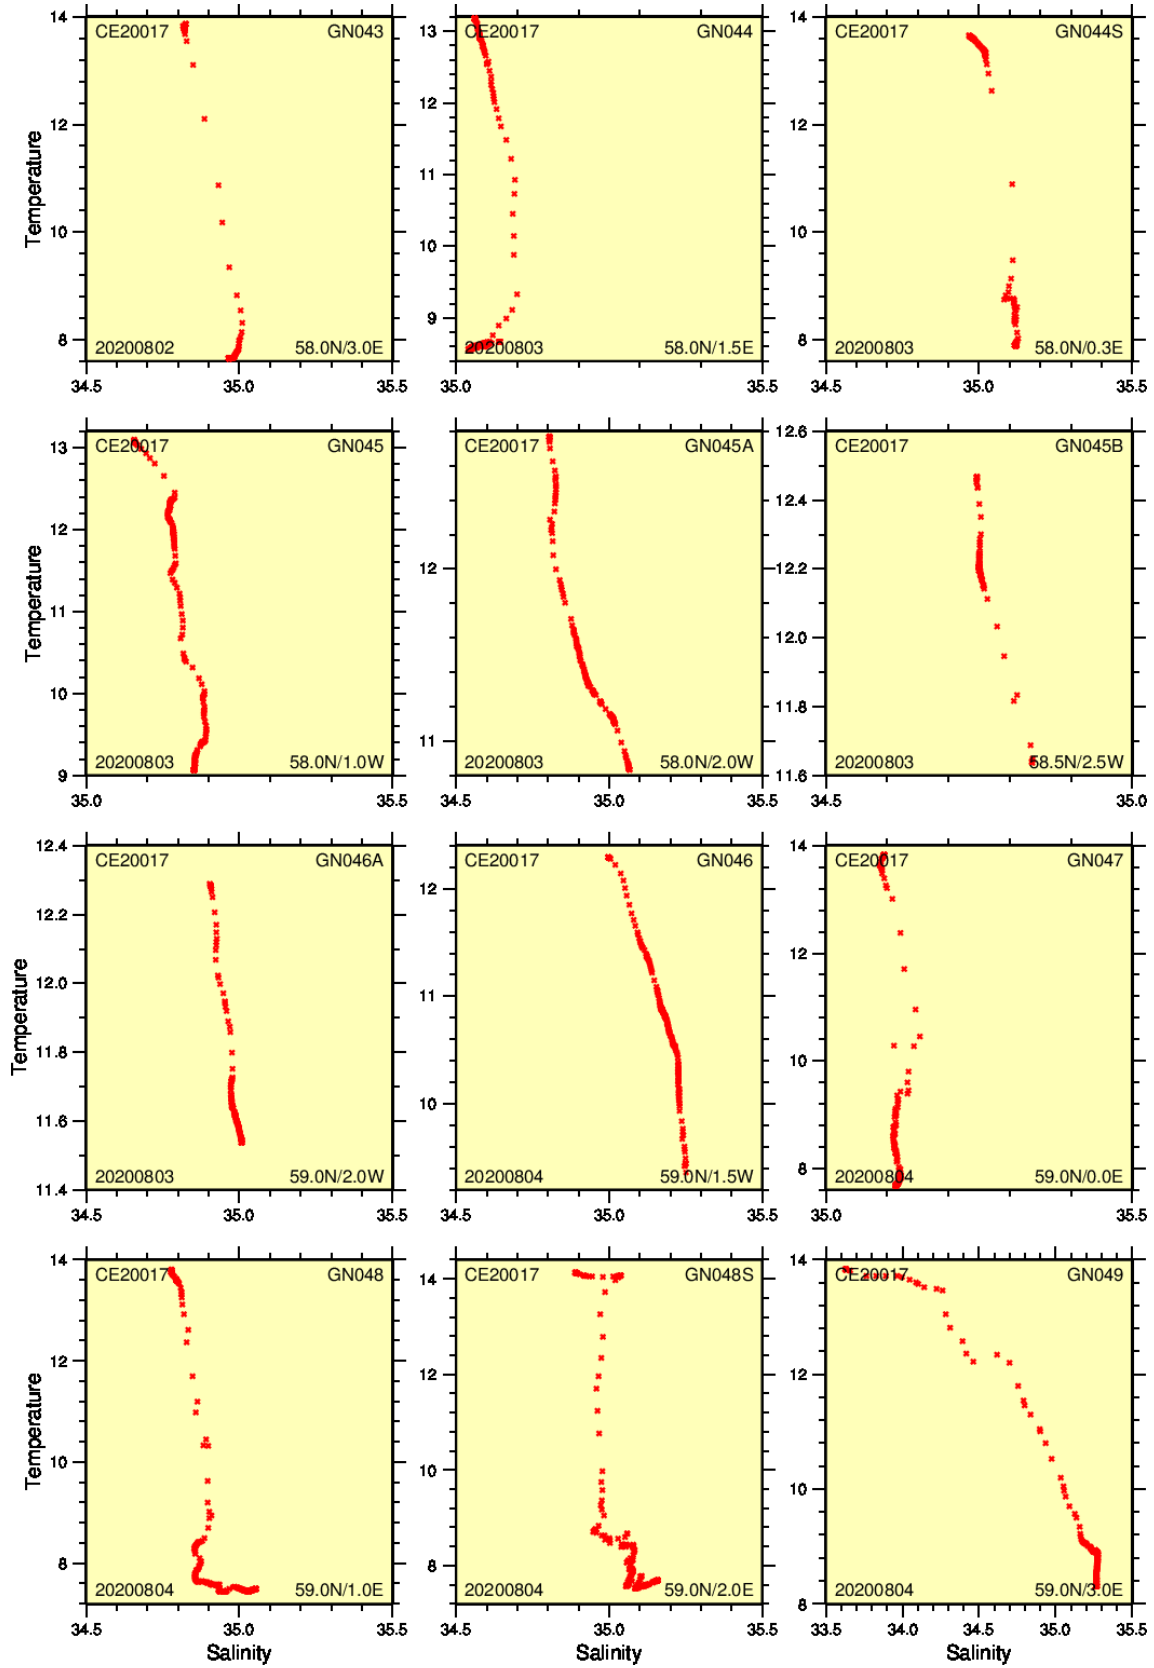 CE20017 GN043
14
12
10
8
Temperature
20200802 58.0N/3.0E
34.5 35.0 35.5
CE20017 GN044
13
12
11
10
9
20200803 58.0N/1.5E
35.0 35.5
CE20017 GN044S
14
12
10
8
20200803 58.0N/0.3E
34.5 35.0 35.5
CE20017 GN045
13
12
11
10
9
Temperature
20200803 58.0N/1.0W
35.0 35.5
CE20017 GN045A
12
11
20200803 58.0N/2.0W
34.5 35.0 35.5
CE20017 GN045B
12.6
12.4
12.2
12.0
11.8
11.6
20200803 58.5N/2.5W
34.5 35.0
CE20017 GN046A
12.4
12.2
12.0
11.8
11.6
11.4
Temperature
20200803 59.0N/2.0W
34.5 35.0 35.5
CE20017 GN046
12
11
10
20200804 59.0N/1.5W
34.5 35.0 35.5
CE20017 GN047
14
12
10
8
20200804 59.0N/0.0E
35.0 35.5
CE20017 GN048
14
12
10
8
Temperature
20200804 59.0N/1.0E
34.5 35.0 35.5
Salinity
CE20017 GN048S
14
12
10
8
20200804 59.0N/2.0E
34.5 35.0 35.5
Salinity
CE20017 GN049
14
12
10
8
20200804 59.0N/3.0E
33.5 34.0 34.5 35.0 35.5
Salinity